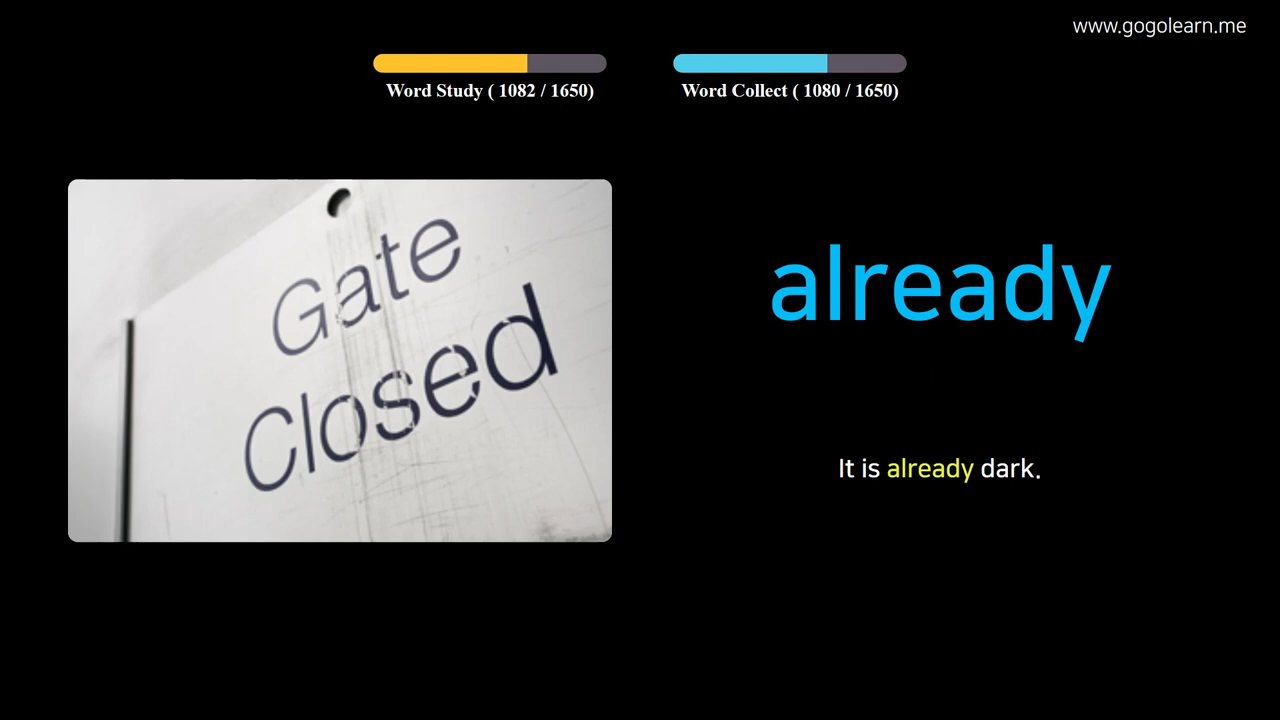 www.gogolearn.me
Word Study ( 1082 / 1650)
Word Collect ( 1080 / 1650)
Gate
Closed
already
It is already dark.